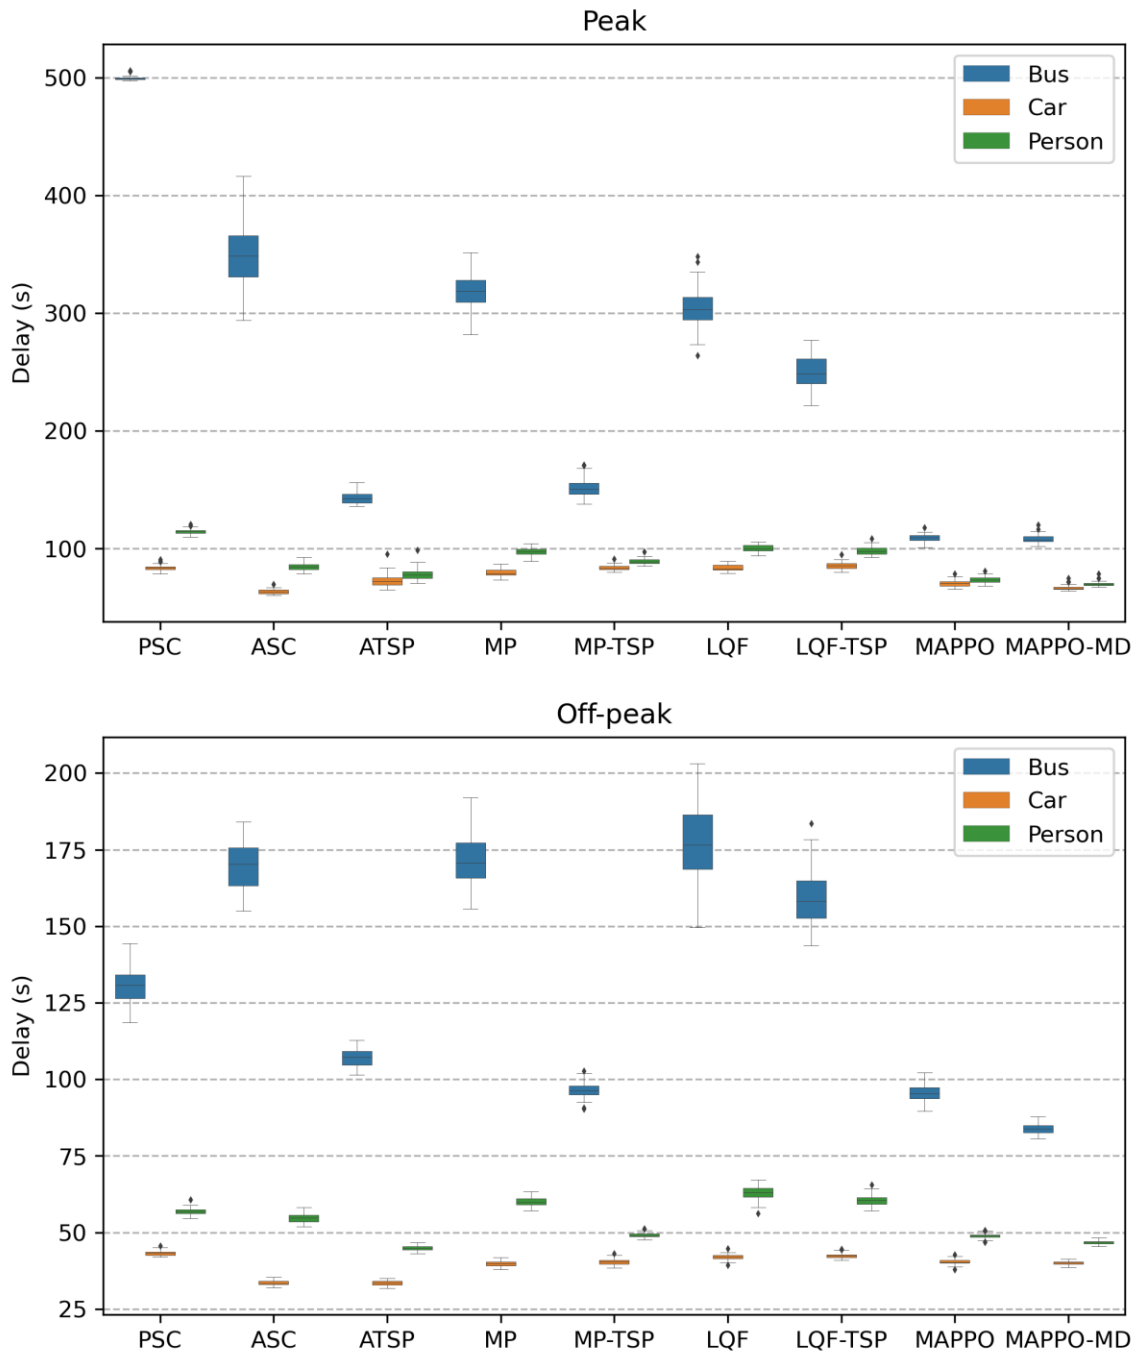 Peak
500
400
300
200
100
Delay (s)
Bus
Car
Person
PSC ASC ATSP MP MP-TSP LQF LQF-TSP MAPPO MAPPO-MD
Off-peak
200
175
150
125
100
75
50
25
Delay (s)
Bus
Car
Person
PSC ASC ATSP MP MP-TSP LQF LQF-TSP MAPPO MAPPO-MD